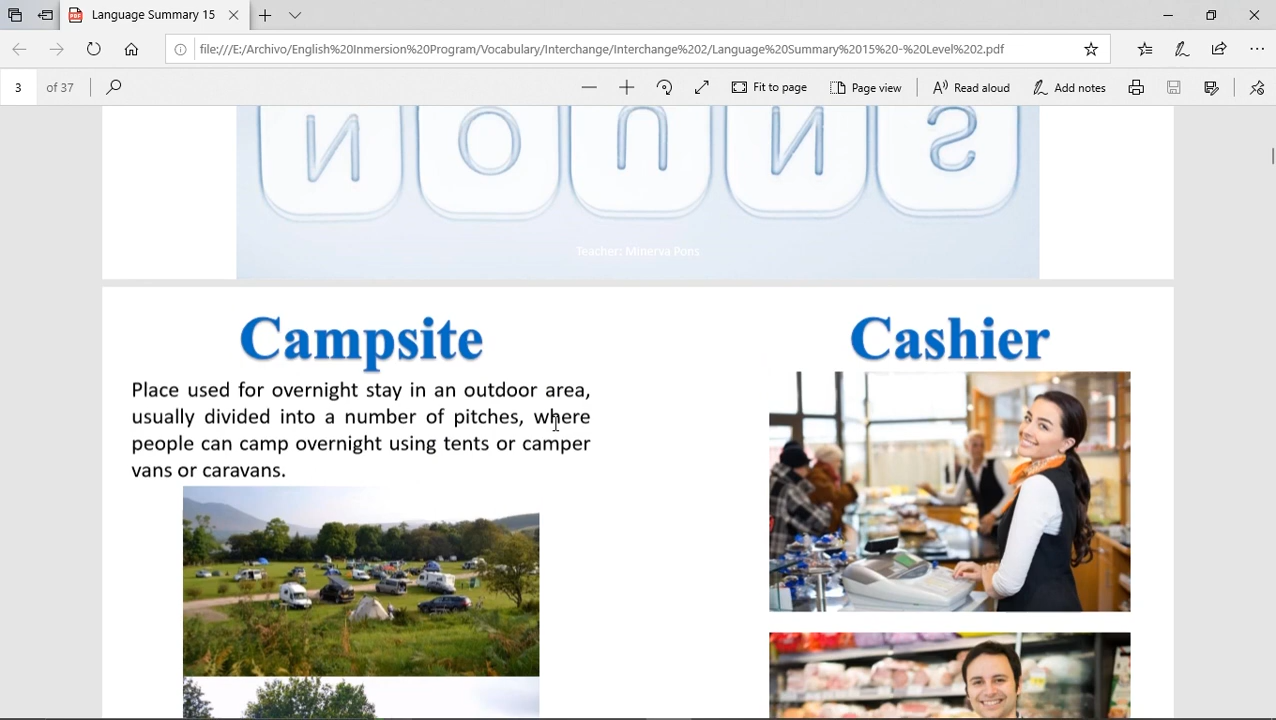 Language Summary 15
file:///E:/Archivo/English%20Inmersion%20Program/Vocabulary/Interchange/Interchange%202/Language%20Summary%2015%20-%20Level%202.pdf
3 of 37 Fit to page Page view Read aloud Add notes
NOUNS
Teacher: Minerva Pons
Campsite
Place used for overnight stay in an outdoor area,
usually divided into a number of pitches, where
people can camp overnight using tents or camper
vans or caravans.
Cashier